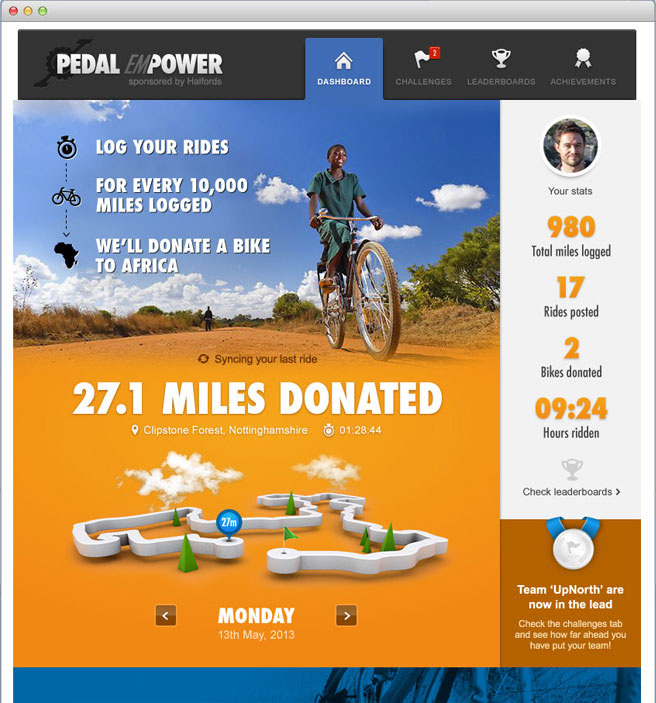 PEDAL EMPOWER
sponsored by Halfords
DASHBOARD
2
CHALLENGES
LEADERBOARDS
ACHIEVEMENTS
LOG YOUR RIDES
FOR EVERY 10,000
MILES LOGGED
WE'LL DONATE A BIKE
TO AFRICA
Syncing your last ride
27.1 MILES DONATED
Clipstone Forest, Nottinghamshire 01:28:44
27m
MONDAY
13th May, 2013
Your stats
980
Total miles logged
17
Rides posted
2
Bikes donated
09:24
Hours ridden
Check leaderboards
Team ‘UpNorth’ are
now in the lead
Check the challenges tab
and see how far ahead you
have put your team!